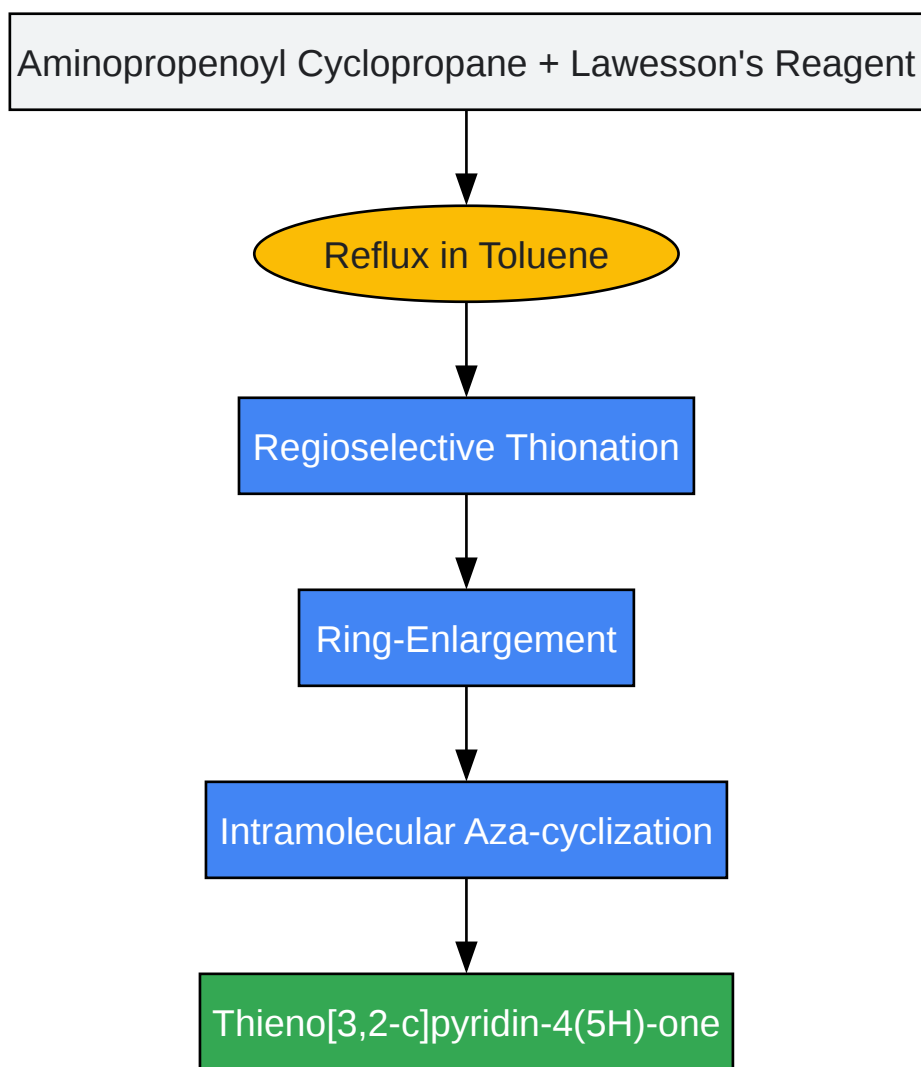 Aminopropenoyl Cyclopropane + Lawesson's Reagent
Reflux in Toluene
Regioselective Thionation
Ring-Enlargement
Intramolecular Aza-cyclization
Thieno[3,2-c]pyridin-4(5H)-one